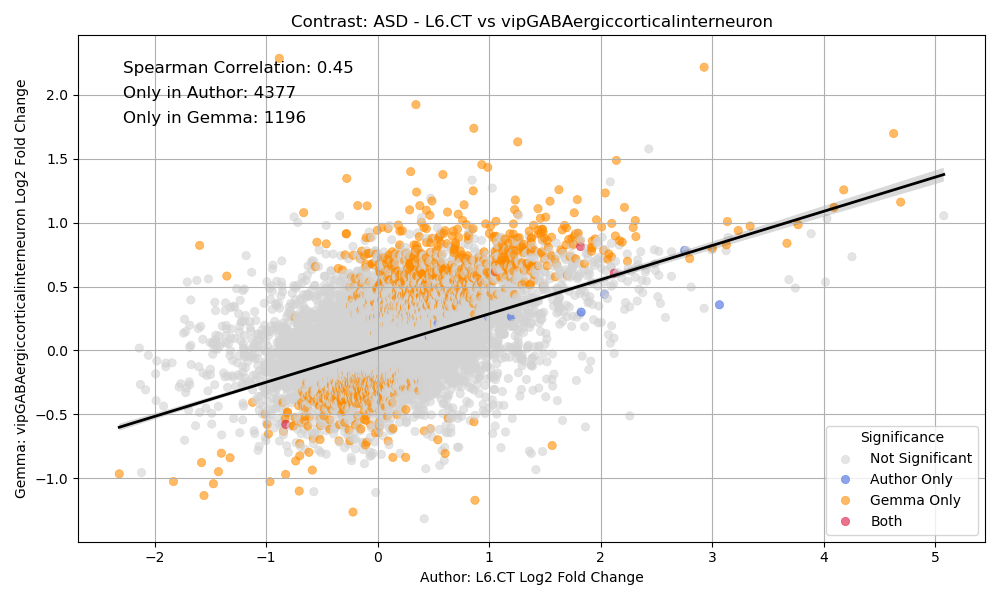 Contrast: ASD - L6.CT vs vipGABAergiccorticalinterneuron
Spearman Correlation: 0.45
Only in Author: 4377
Only in Gemma: 1196
Gemma: vipGABAergiccorticalinterneuron Log2 Fold Change
2.0
1.5
1.0
0.5
0.0
−0.5
−1.0
Significance
Not Significant
Author Only
Gemma Only
Both
−2 −1 0 1 2 3 4 5
Author: L6.CT Log2 Fold Change